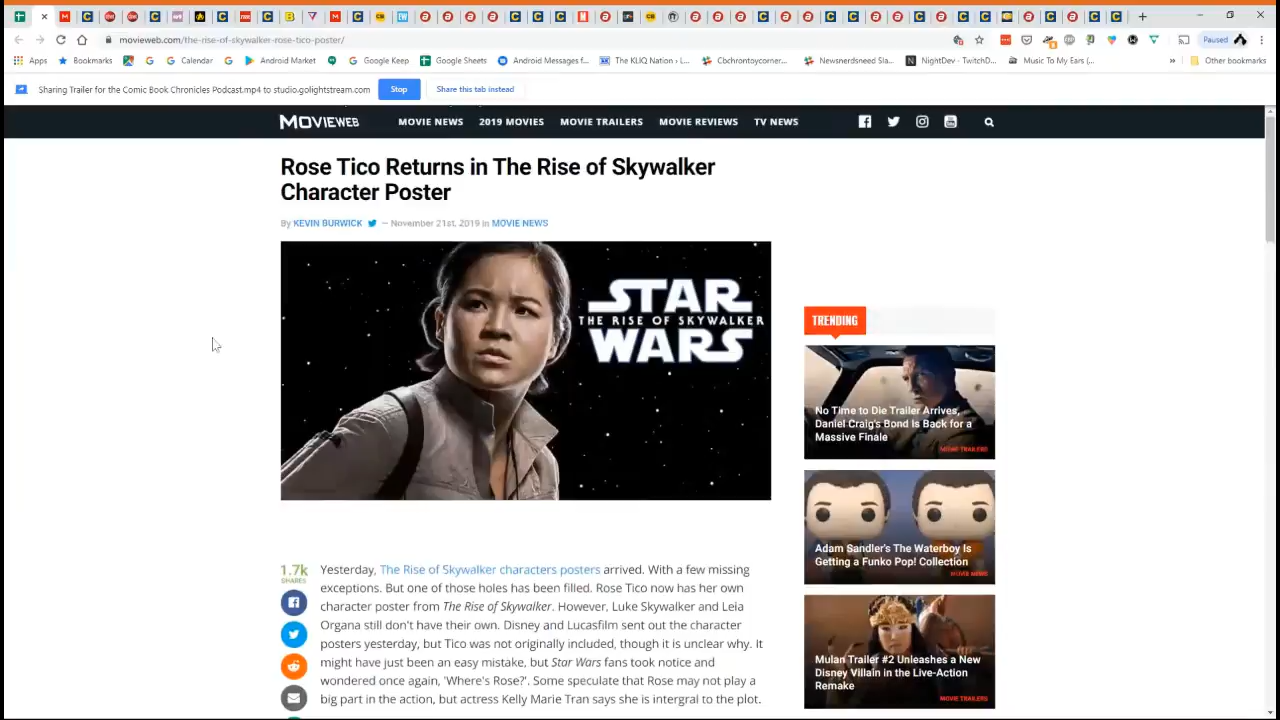 movieweb.com/the-rise-of-skywalker-rose-tico-poster/
Paused
Apps
Bookmarks
Calendar
Android Market
Google Keep
Google Sheets
Android Messages f...
The KLIQ Nation › L...
Cbchrontoycorner...
Newsnerdsneed Sla...
NightDev - TwitchD...
Music To My Ears (...
»
Other bookmarks
Sharing Trailer for the Comic Book Chronicles Podcast.mp4 to studio.golightstream.com
Stop
Share this tab instead
MOVIEWEB
MOVIE NEWS
2019 MOVIES
MOVIE TRAILERS
MOVIE REVIEWS
TV NEWS
Rose Tico Returns in The Rise of Skywalker
Character Poster
By KEVIN BURWICK — November 21st, 2019 in MOVIE NEWS
STAR
THE RISE OF SKYWALKER
WARS
TRENDING
No Time to Die Trailer Arrives,
Daniel Craig's Bond Is Back for a
Massive Finale
MOVIE TRAILERS
Adam Sandler's The Waterboy Is
Getting a Funko Pop! Collection
MOVIE NEWS
Mulan Trailer #2 Unleashes a New
Disney Villain in the Live-Action
Remake
MOVIE TRAILERS
1.7k
SHARES
Yesterday, The Rise of Skywalker characters posters arrived. With a few missing
exceptions. But one of those holes has been filled. Rose Tico now has her own
character poster from The Rise of Skywalker. However, Luke Skywalker and Leia
Organa still don't have their own. Disney and Lucasfilm sent out the character
posters yesterday, but Tico was not originally included, though it is unclear why. It
might have just been an easy mistake, but Star Wars fans took notice and
wondered once again, 'Where's Rose?'. Some speculate that Rose may not play a
big part in the action, but actress Kelly Marie Tran says she is intergral to the plot.